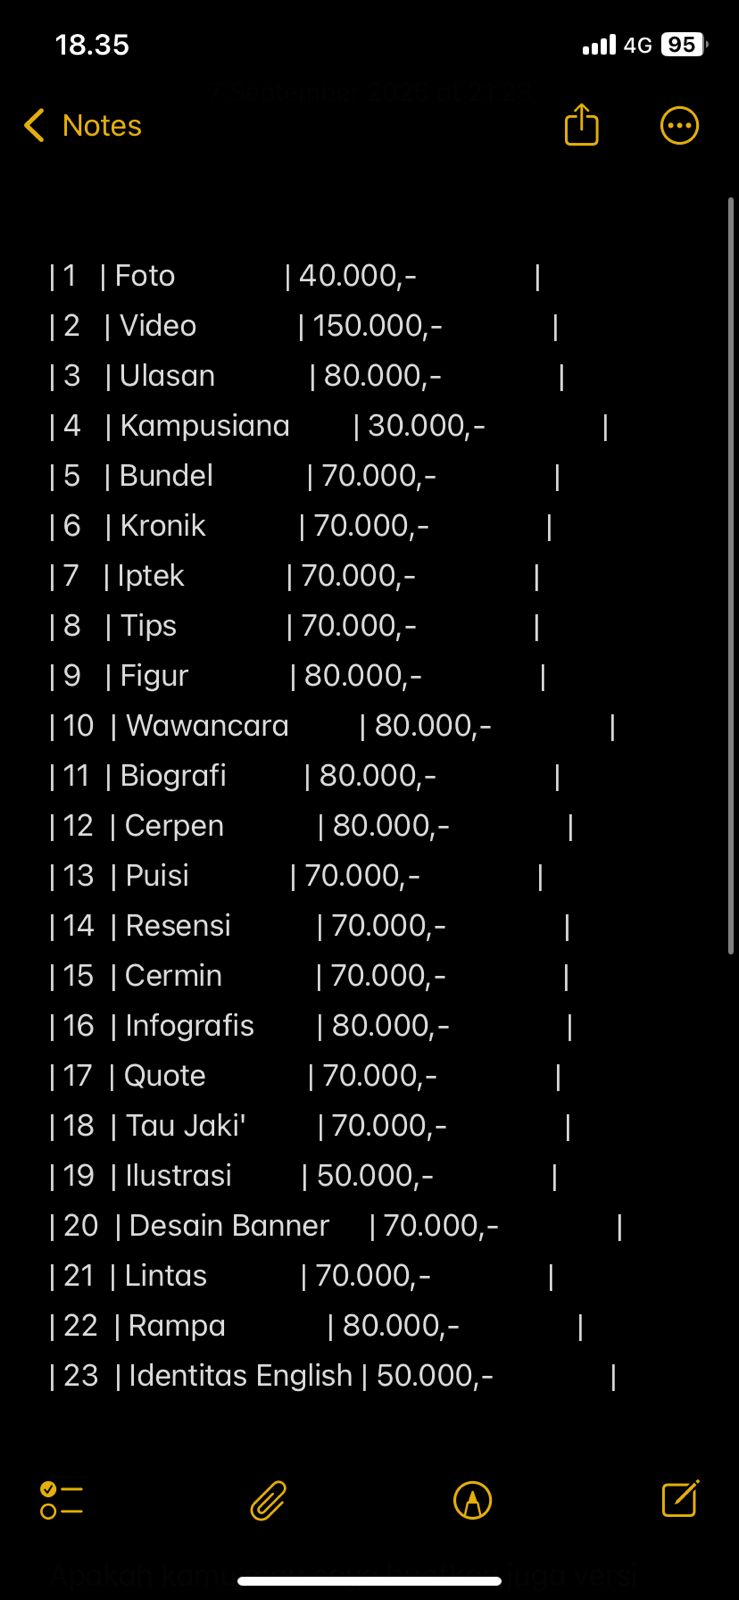 18.35
4G 95
Notes
| 1 | Foto | 40.000,- |
| 2 | Video | 150.000,- |
| 3 | Ulasan | 80.000,- |
| 4 | Kampusiana | 30.000,- |
| 5 | Bundel | 70.000,- |
| 6 | Kronik | 70.000,- |
| 7 | Iptek | 70.000,- |
| 8 | Tips | 70.000,- |
| 9 | Figur | 80.000,- |
| 10 | Wawancara | 80.000,- |
| 11 | Biografi | 80.000,- |
| 12 | Cerpen | 80.000,- |
| 13 | Puisi | 70.000,- |
| 14 | Resensi | 70.000,- |
| 15 | Cermin | 70.000,- |
| 16 | Infografis | 80.000,- |
| 17 | Quote | 70.000,- |
| 18 | Tau Jaki' | 70.000,- |
| 19 | Ilustrasi | 50.000,- |
| 20 | Desain Banner | 70.000,- |
| 21 | Lintas | 70.000,- |
| 22 | Rampa | 80.000,- |
| 23 | Identitas English | 50.000,- |
Apakah juga versi